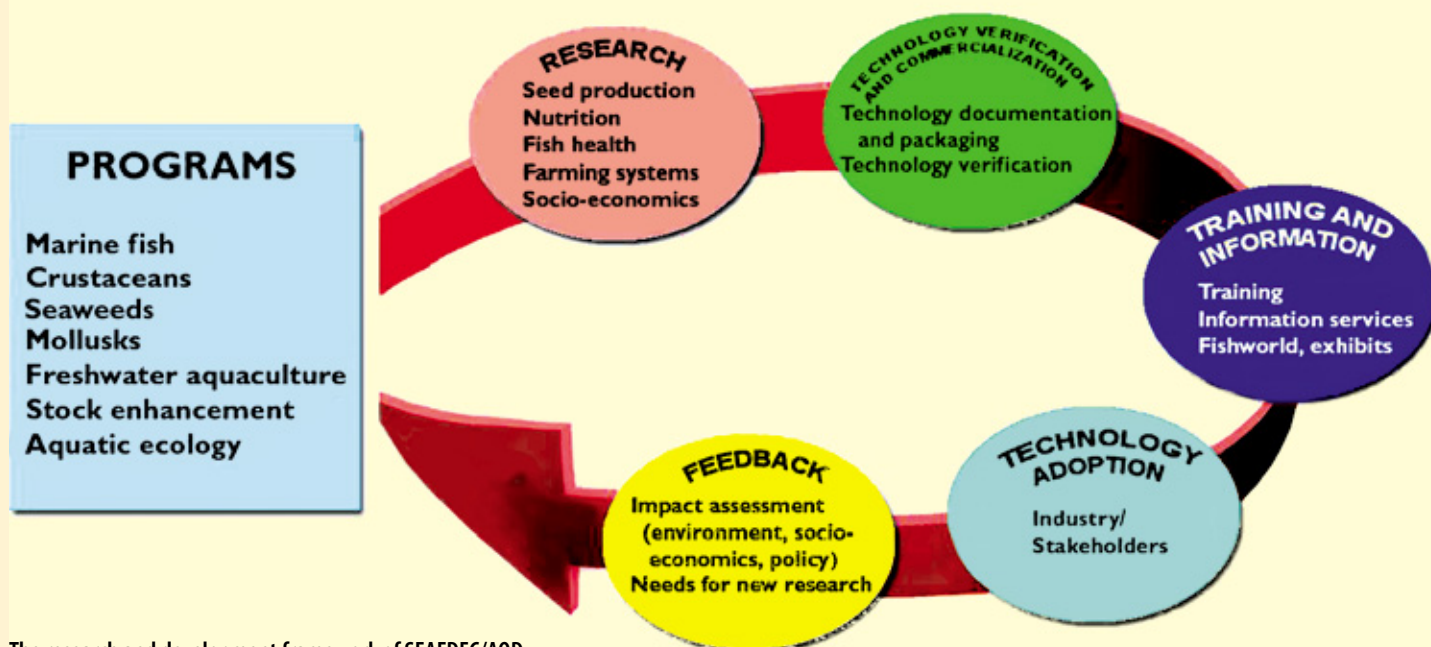 PROGRAMS
Marine fish
Crustaceans
Seaweeds
Mollusks
Freshwater aquaculture
Stock enhancement
Aquatic ecology
RESEARCH
Seed production
Nutrition
Fish health
Farming systems
Socio-economics
TECHNOLOGY VERIFICATION
AND COMMERCIALIZATION
Technology documentation
and packaging
Technology verification
TRAINING AND
INFORMATION
Training
Information services
Fishworld, exhibits
TECHNOLOGY
ADOPTION
Industry/
Stakeholders
FEEDBACK
Impact assessment
(environment, socio-
economics, policy)
Needs for new research